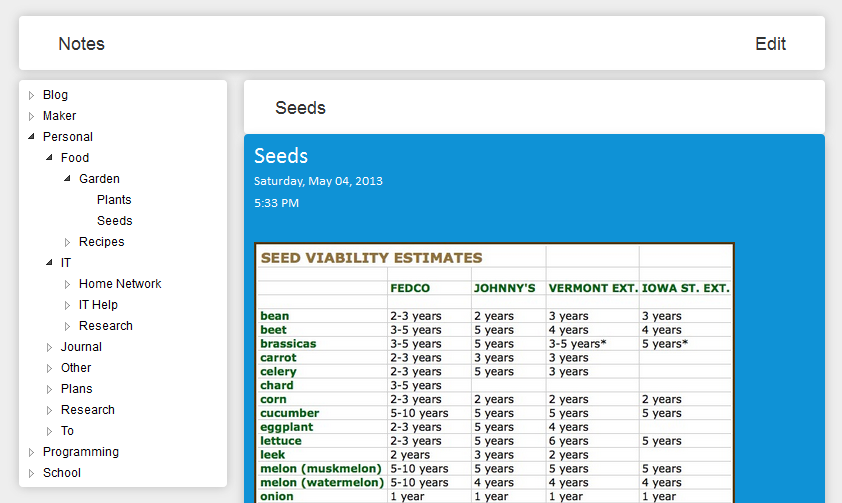 Notes Edit
Blog
Maker
Personal
Food
Garden
Plants
Seeds
Recipes
IT
Home Network
IT Help
Research
Journal
Other
Plans
Research
To
Programming
School
Seeds
Seeds
Saturday, May 04, 2013
5:33 PM
SEED VIABILITY ESTIMATES
FEDCO JOHNNY'S VERMONT EXT. IOWA ST. EXT.
bean 2-3 years 2 years 3 years 3 years
beet 3-5 years 5 years 4 years 4 years
brassicas 3-5 years 5 years 3-5 years* 5 years*
carrot 2-3 years 3 years 3 years
celery 2-3 years 5 years 3 years
chard 3-5 years
corn 2-3 years 2 years 2 years 2 years
cucumber 5-10 years 5 years 5 years 5 years
eggplant 2-3 years 5 years 4 years
lettuce 2-3 years 5 years 6 years 5 years
leek 2 years 3 years 2 years
melon (muskmelon) 5-10 years 5 years 5 years 5 years
melon (watermelon) 5-10 years 4 years 4 years 4 years
onion 1 year 1 year 1 year 1 year